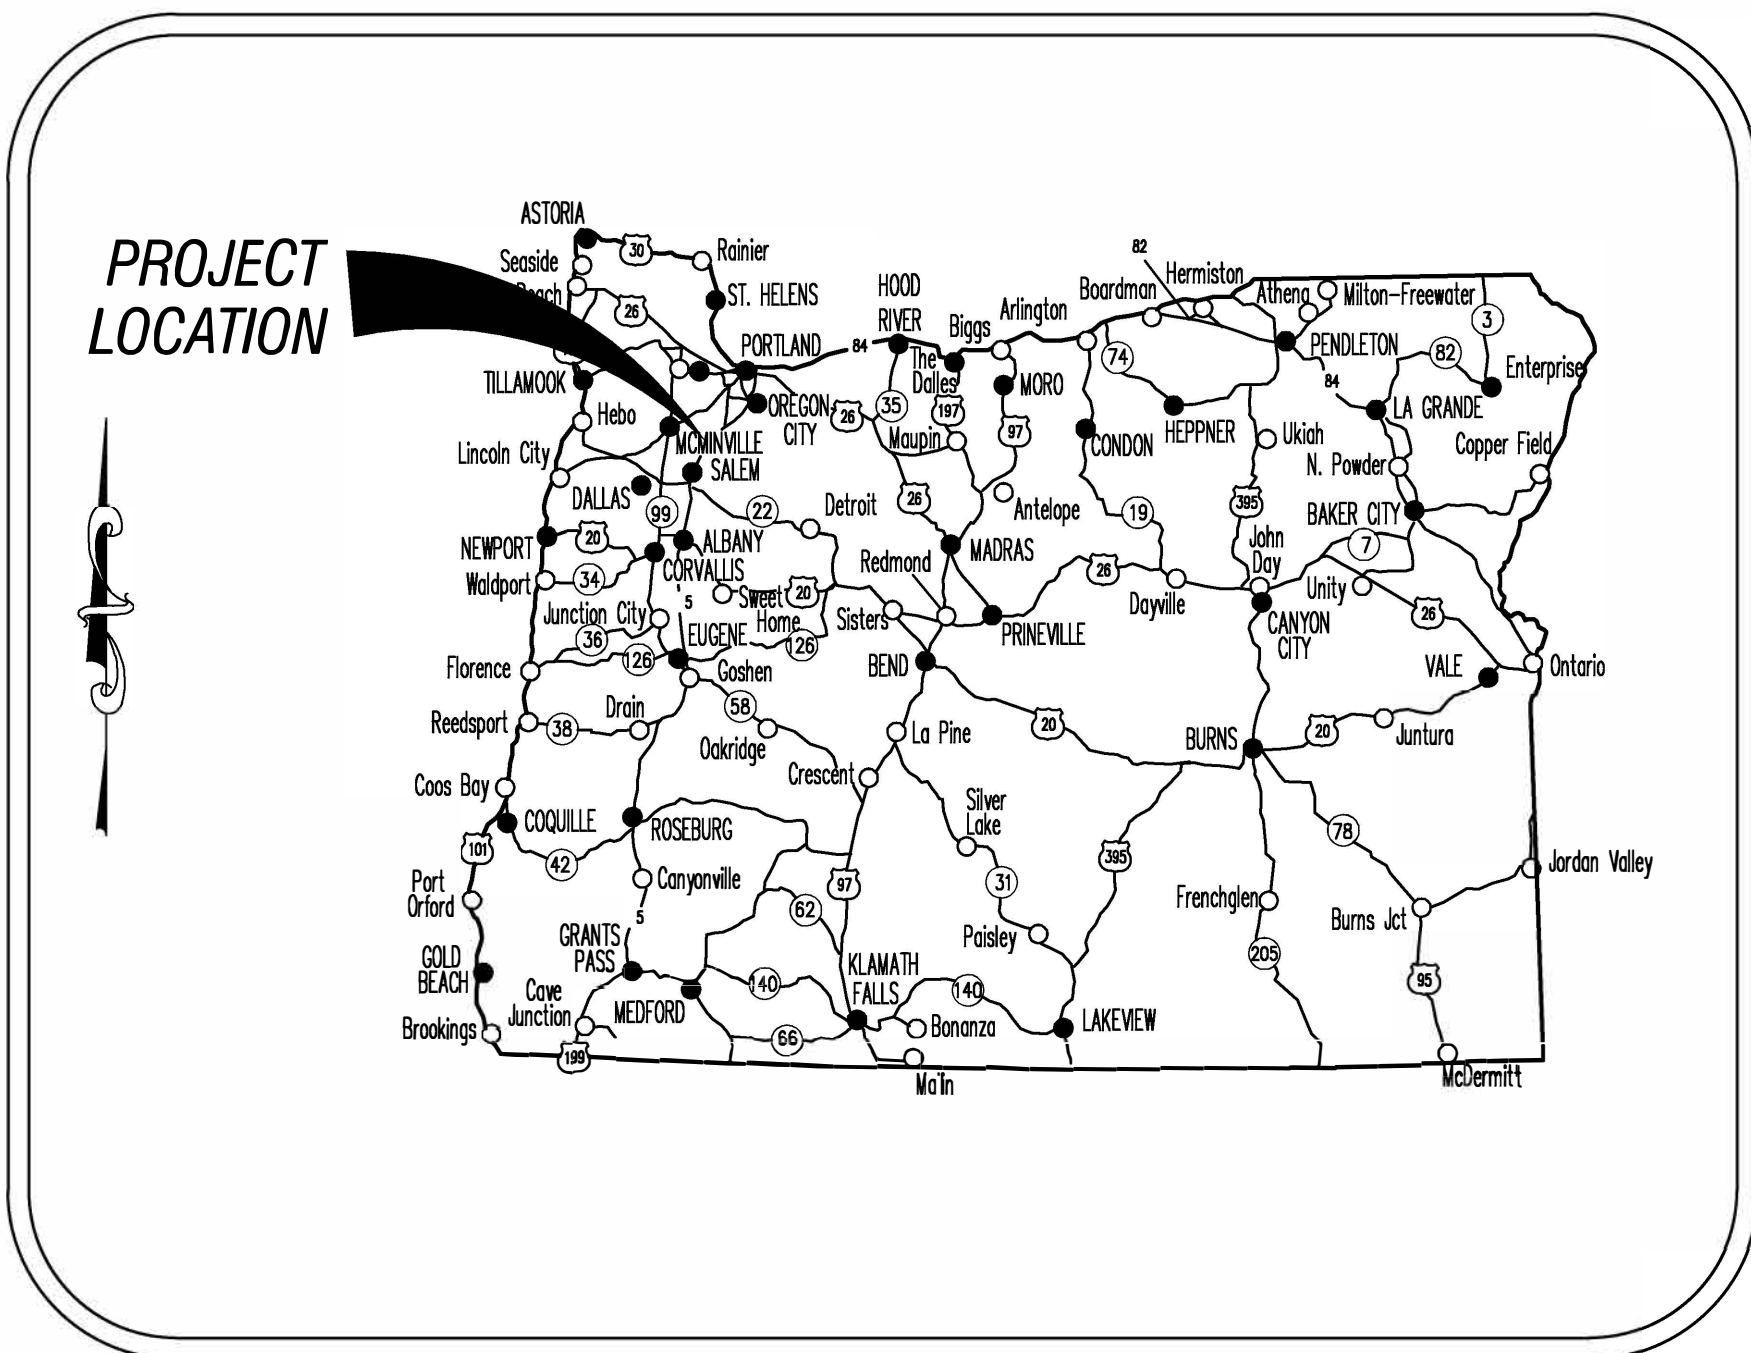 PROJECT
LOCATION
ASTORIA
Seaside
Beach
30
Rainier
26
ST. HELENS
PORTLAND
TILLAMOOK
Hebo
OREGON
CITY
MCMINVILLE
Lincoln City
DALLAS
SALEM
99
22
Detroit
NEWPORT
20
ALBANY
Waldport
34
CORVALLIS
5
Sweet
Home
20
Junction City
36
EUGENE
126
126
Florence
Goshen
Reedsport
38
Drain
58
Oakridge
Coos Bay
COQUILLE
ROSEBURG
101
42
Canyonville
Port
Orford
5
GRANTS
PASS
GOLD
BEACH
Cave
Junction
MEDFORD
Brookings
199
62
140
66
84
HOOD
RIVER
Biggs
Arlington
The
Dalles
MORO
26
35
197
97
Maupin
26
Antelope
MADRAS
Redmond
Sisters
PRINEVILLE
BEND
La Pine
Crescent
Silver
Lake
97
31
Paisley
KLAMATH
FALLS
140
Bonanza
Malin
LAKEVIEW
395
82
Hermiston
Boardman
Athena
Milton-Freewater
74
PENDLETON
3
82
Enterprise
84
LA GRANDE
CONDON
HEPPNER
Ukiah
Copper Field
N. Powder
19
395
BAKER CITY
John
Day
7
26
Dayville
Unity
26
CANYON
CITY
VALE
Ontario
20
BURNS
20
Juntura
78
Jordan Valley
Frenchglen
Burns Jct
205
95
McDermitt